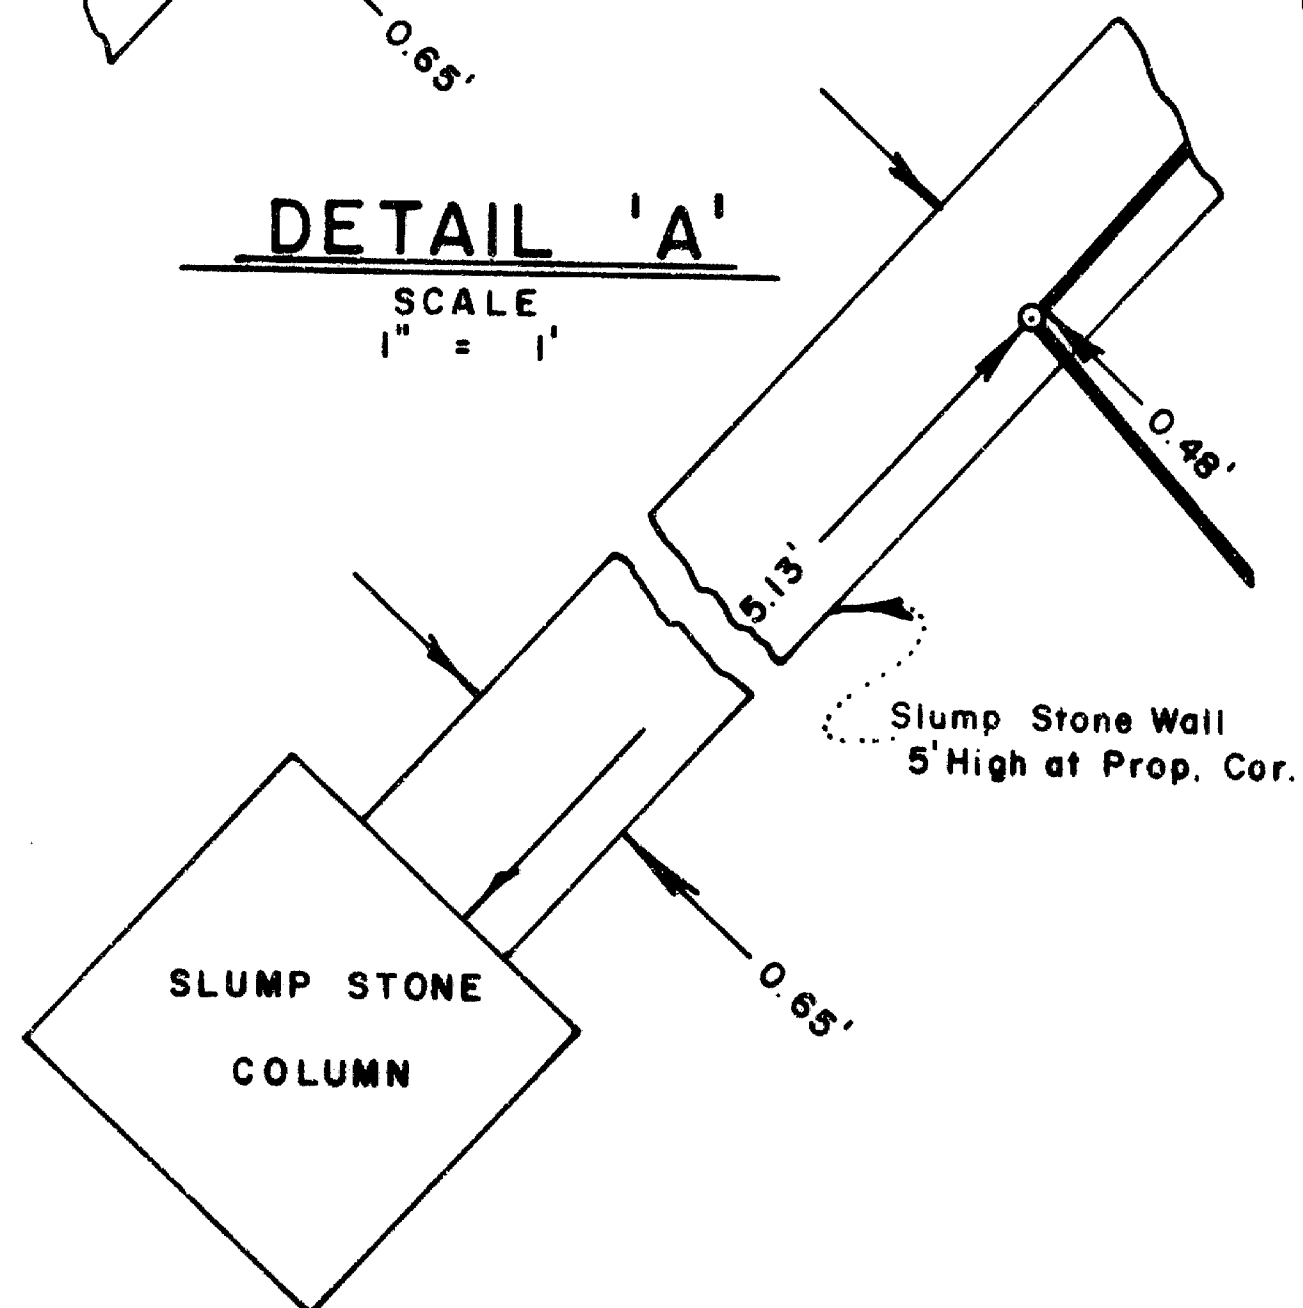 0.65'
DETAIL 'A'
SCALE
1" = 1'
0.48'
5.13'
Slump Stone Wall
5' High at Prop. Cor.
0.65'
SLUMP STONE
COLUMN